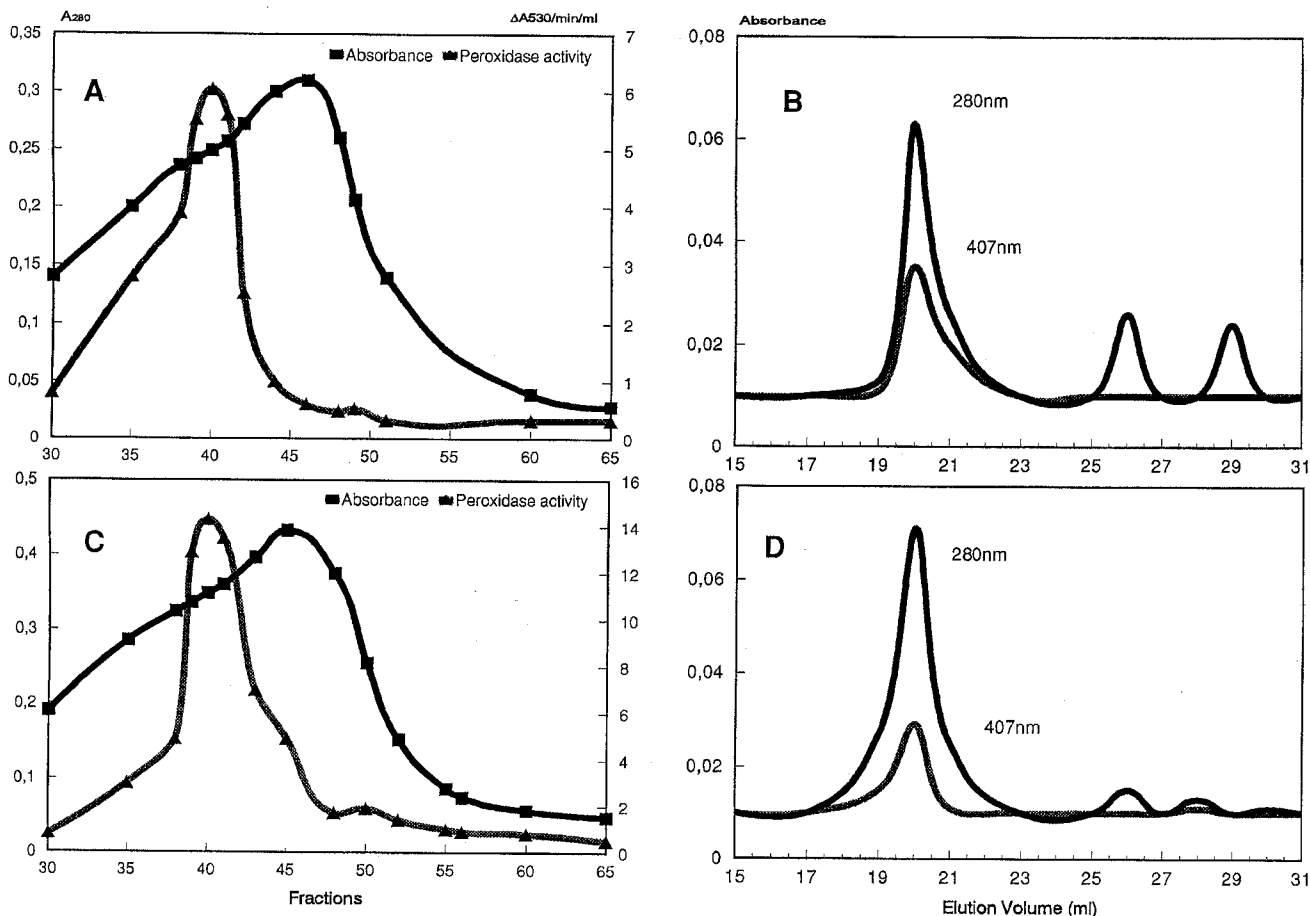 A280 ΔA530/min/ml
0,35 7
Absorbance Peroxidase activity
A
0,3 6
0,25 5
0,2 4
0,15 3
0,1 2
0,05 1
0 0
30 35 40 45 50 55 60 65
Absorbance
0,08
B
280nm
0,06
407nm
0,04
0,02
0
15 17 19 21 23 25 27 29 31
0,5 16
Absorbance Peroxidase activity
C
14
0,4
12
0,3 10
8
0,2
6
4
0,1
2
0 0
30 35 40 45 50 55 60 65
Fractions
0,08
D
280nm
0,06
407nm
0,04
0,02
0
15 17 19 21 23 25 27 29 31
Elution Volume (ml)